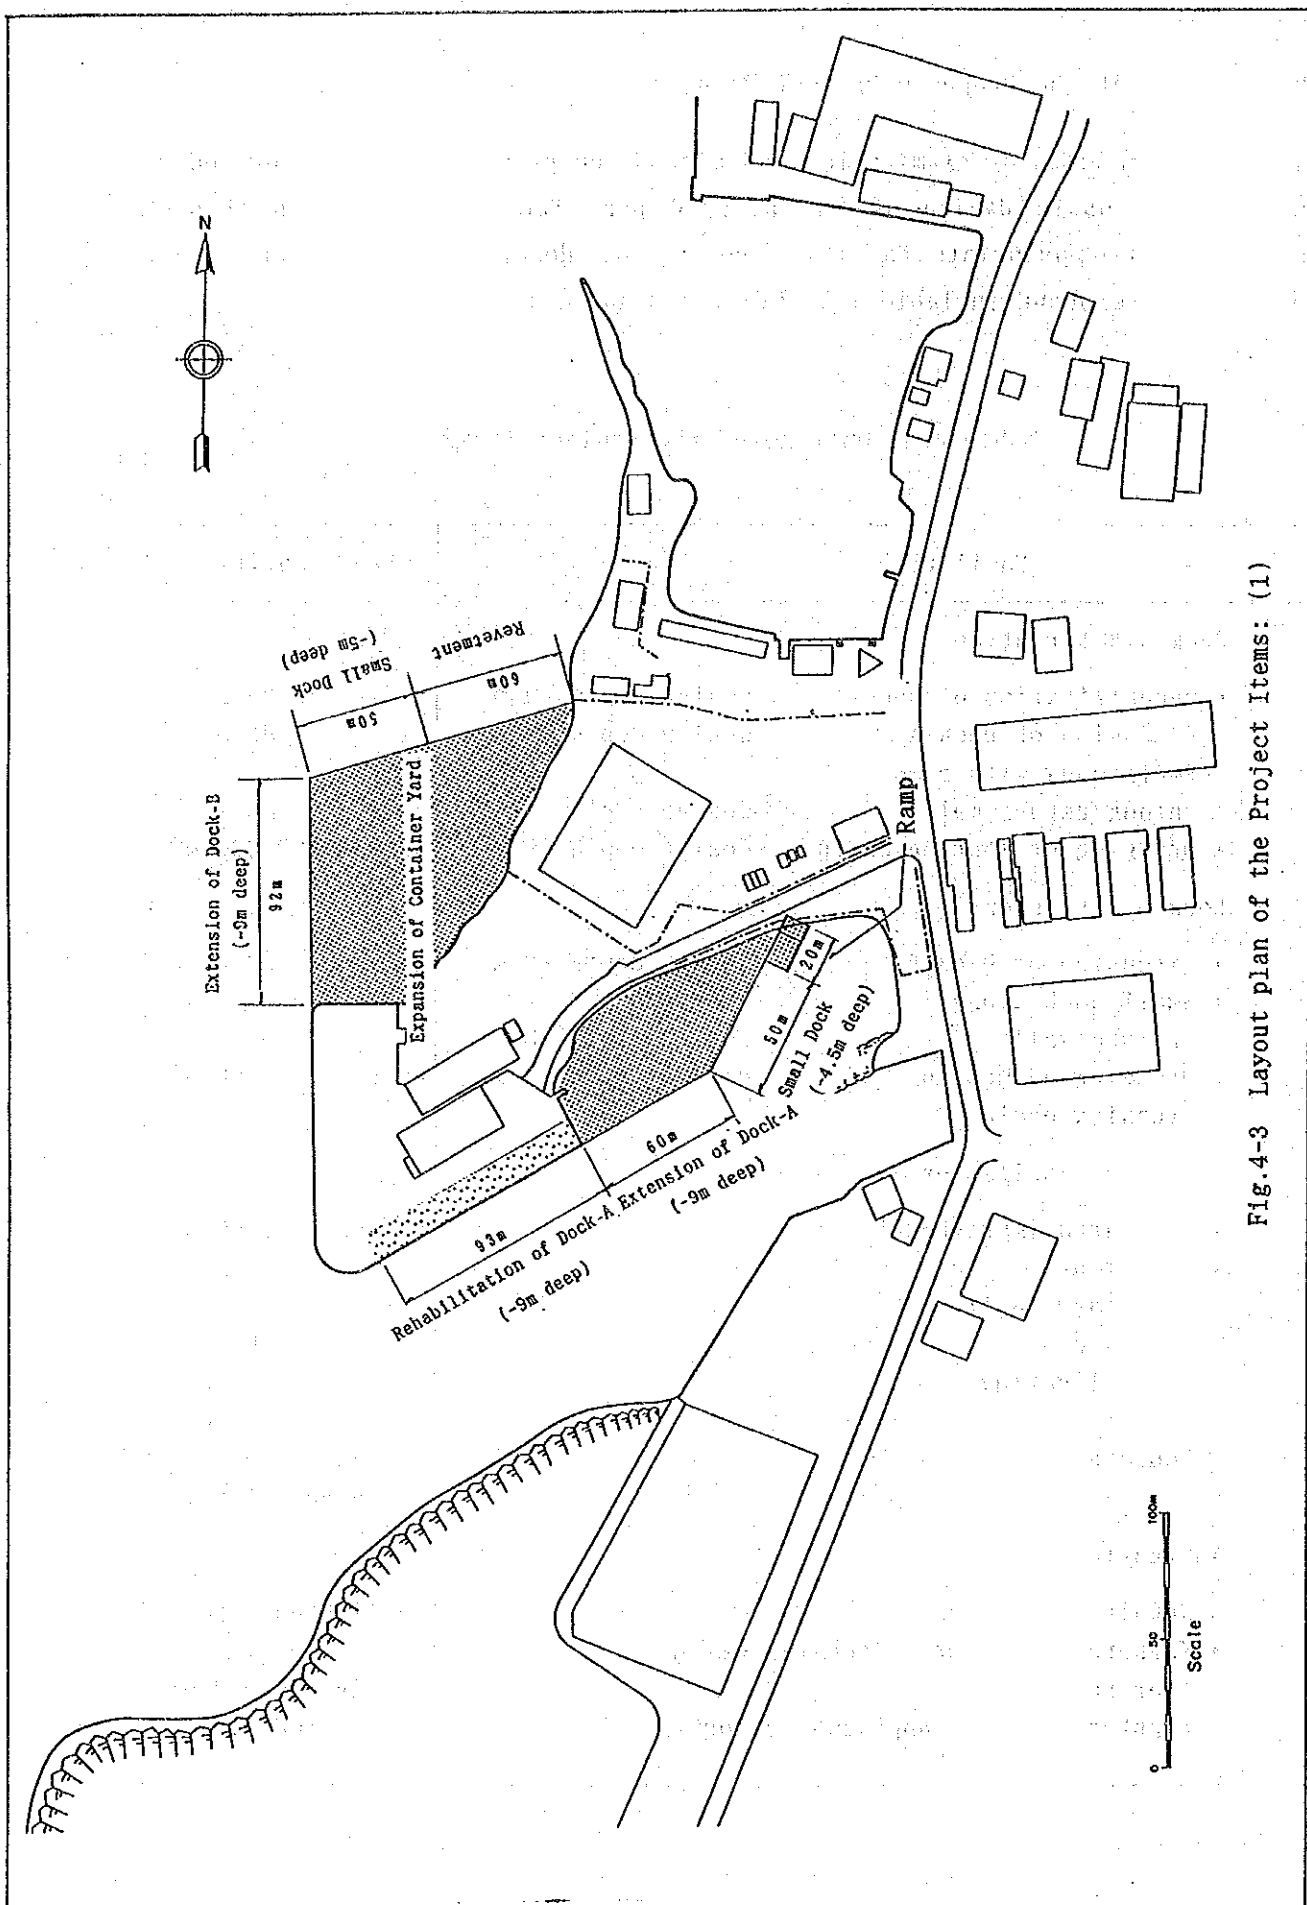 N
Small Dock
(-5m deep)
Revetment
50m
60m
Extension of Dock-B
(-9m deep)
92m
Expansion of Container Yard
Ramp
20m
50m
Small Dock
(-4.5m deep)
60m
Extension of Dock-A
(-9m deep)
93m
Rehabilitation of Dock-A
(-9m deep)
0 50 100m
Scale
Fig.4-3 Layout plan of the Project Items: (1)